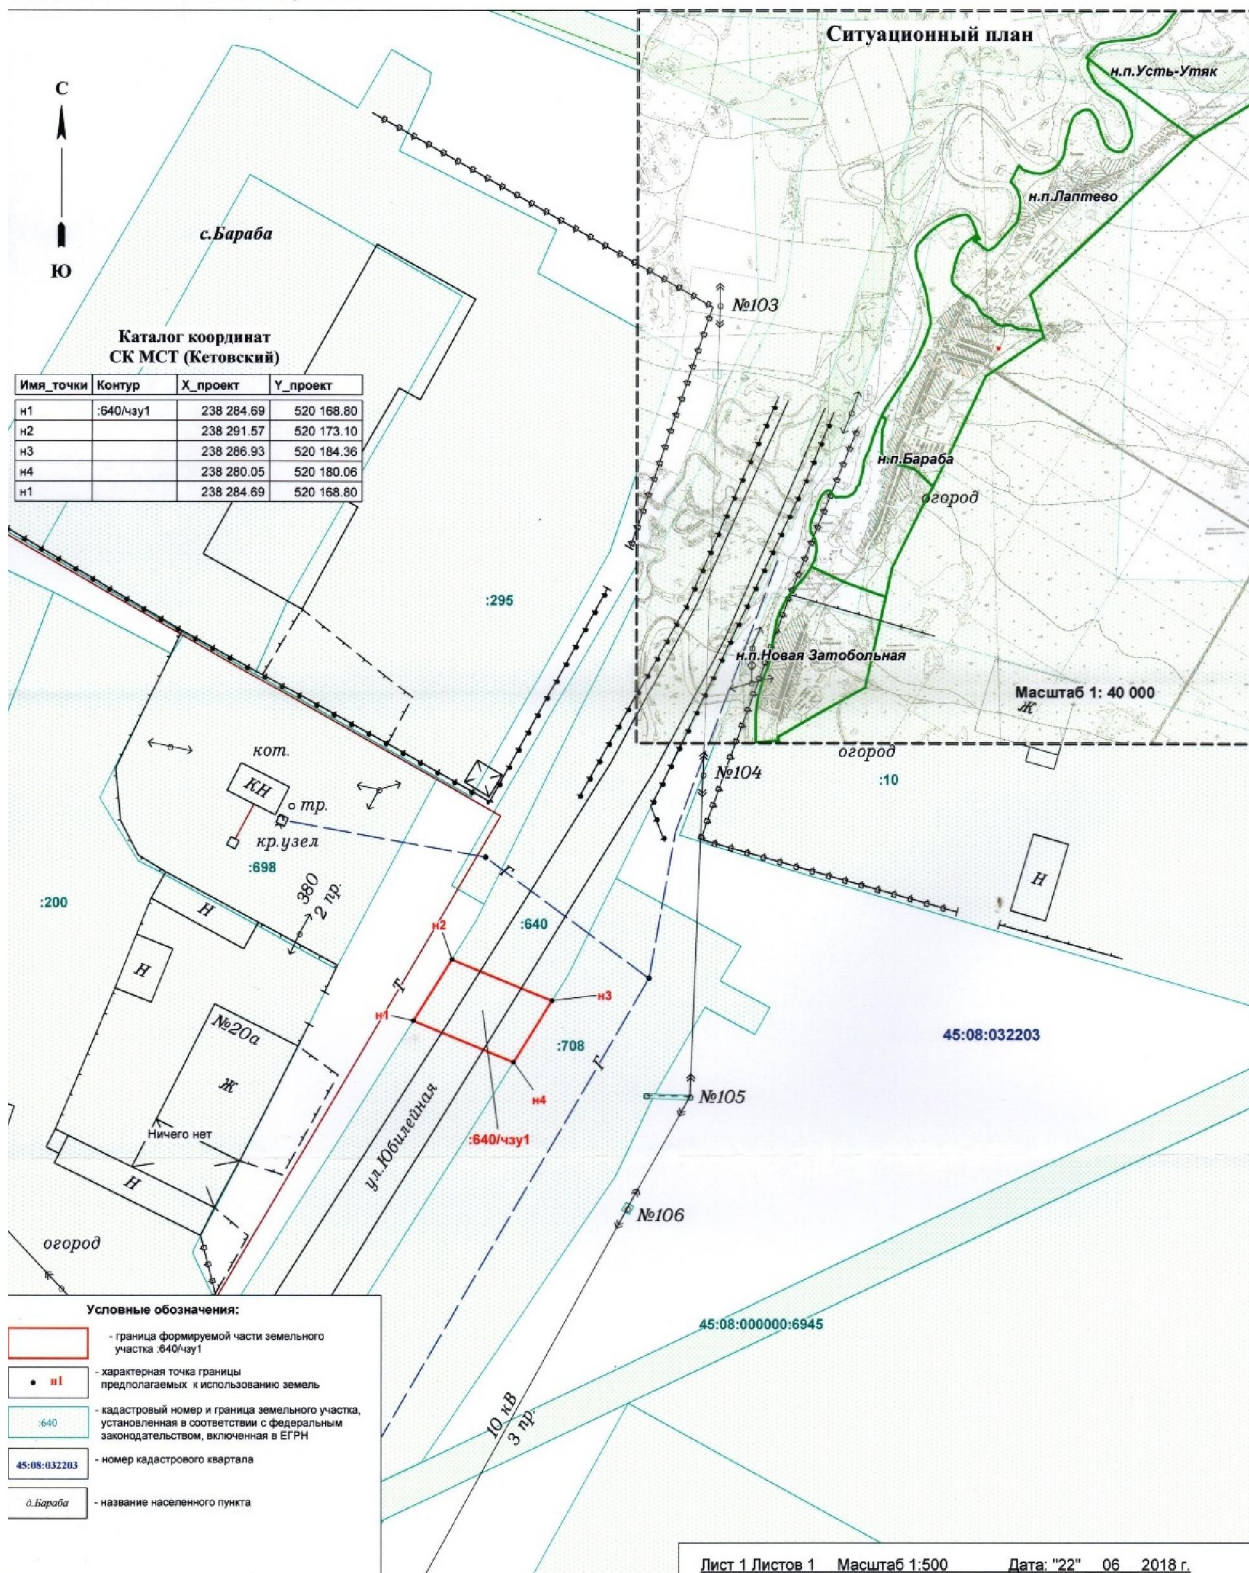 Ситуационный план
н.п.Усть-Утяк
С
н.п.Лаптево
с.Бараба
Ю
№103
Каталог координат
СК МСТ (Кетовский)
Имя_точки Контур X_проект Y_проект
н1 :640/чзу1 238 284.69 520 168.80
н2 238 291.57 520 173.10
н3 238 286.93 520 184.36
н4 238 280.05 520 180.06
н1 238 284.69 520 168.80
н.п.Бараба
огород
:295
н.п.Новая Затобольная
Масштаб 1: 40 000
Ж
кот.
огород
№104
:10
КН
тр.
кр.узел
:698
Г
Н
:200
380
2 пр.
Н
:640
н2
Н
Т
н3
н1
№20а
:708
45:08:032203
Г
Ж
н4
№105
ул.Юбилейная
Ничего нет
:640/чзу1
Н
№106
огород
Условные обозначения:
- граница формируемой части земельного
участка :640/чзу1
45:08:000000:6945
н1 - характерная точка границы
предполагаемых к использованию земель
:640 - кадастровый номер и граница земельного участка,
установленная в соответствии с федеральным
законодательством, включенная в ЕГРН
10 кВ
3 пр.
45:08:032203 - номер кадастрового квартала
д.Бараба - название населенного пункта
Лист 1 Листов 1 Масштаб 1:500 Дата: "22" 06 2018 г.